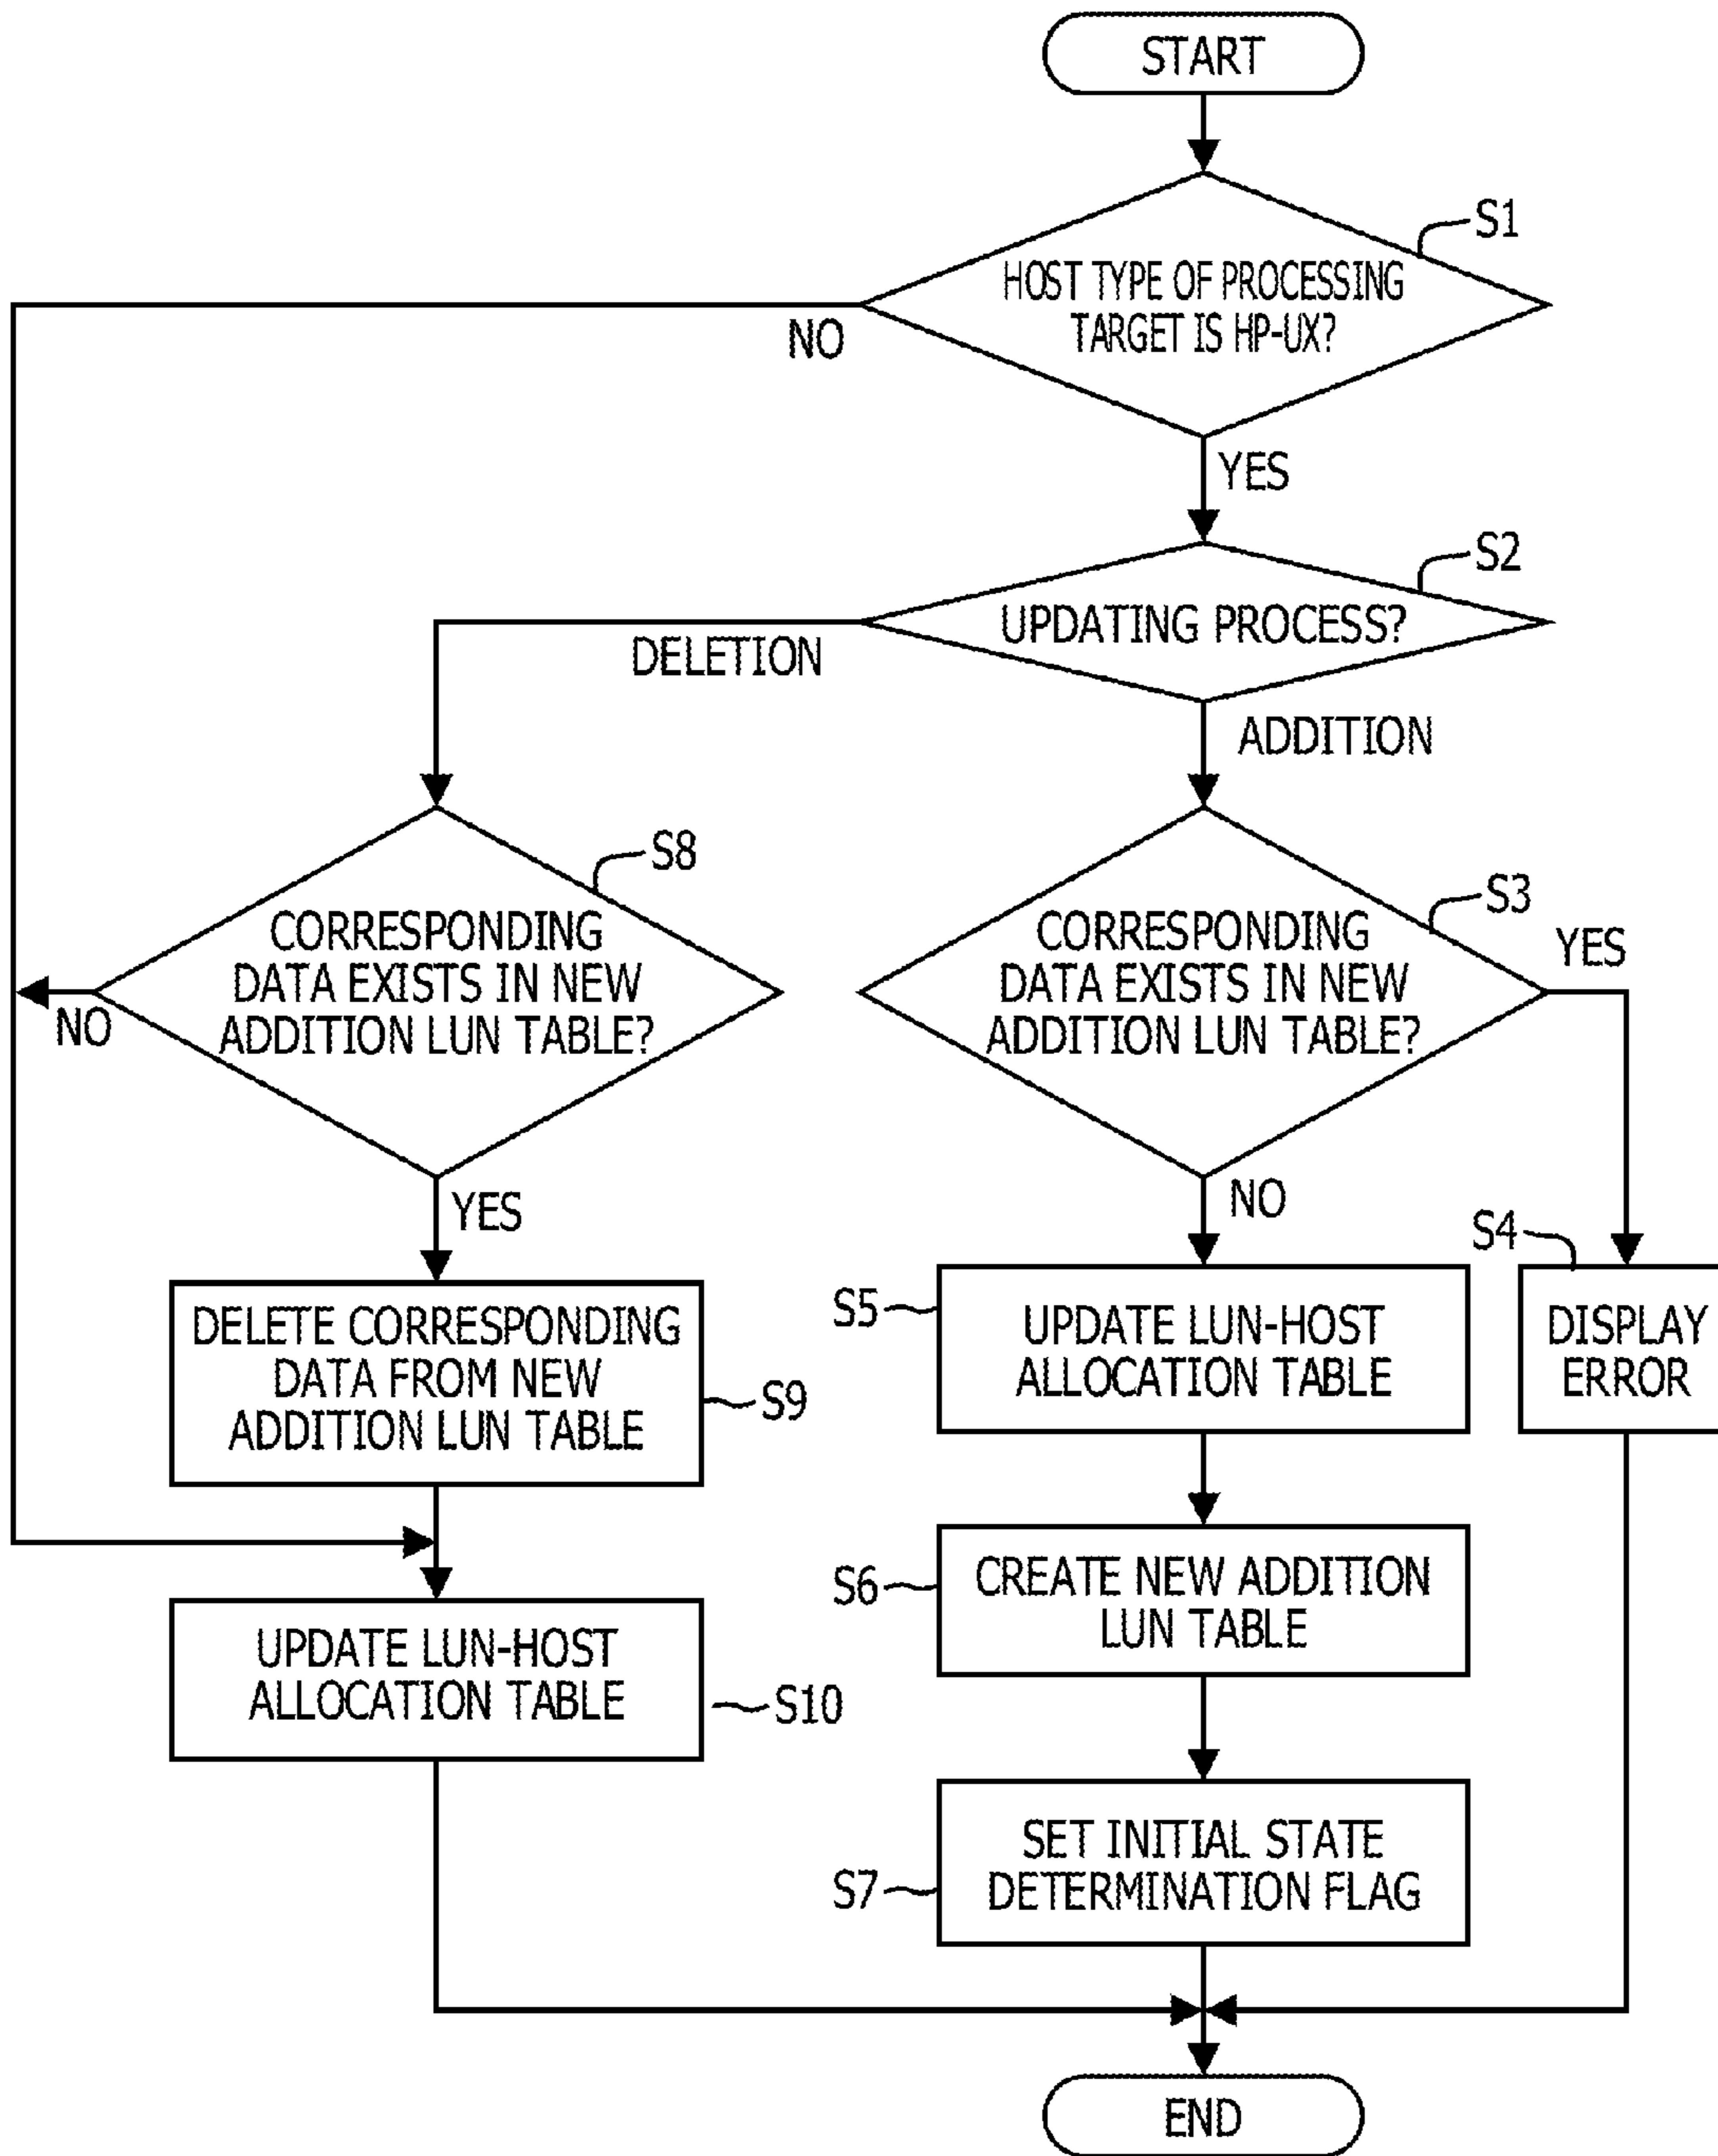 START
S1
HOST TYPE OF PROCESSING
TARGET IS HP-UX?
NO
YES
S2
UPDATING PROCESS?
DELETION
ADDITION
S8
CORRESPONDING
DATA EXISTS IN NEW
ADDITION LUN TABLE?
NO
YES
S3
CORRESPONDING
DATA EXISTS IN NEW
ADDITION LUN TABLE?
YES
NO
S4
DISPLAY
ERROR
S5
UPDATE LUN-HOST
ALLOCATION TABLE
DELETE CORRESPONDING
DATA FROM NEW
ADDITION LUN TABLE
S9
S6
CREATE NEW ADDITION
LUN TABLE
UPDATE LUN-HOST
ALLOCATION TABLE
S10
S7
SET INITIAL STATE
DETERMINATION FLAG
END